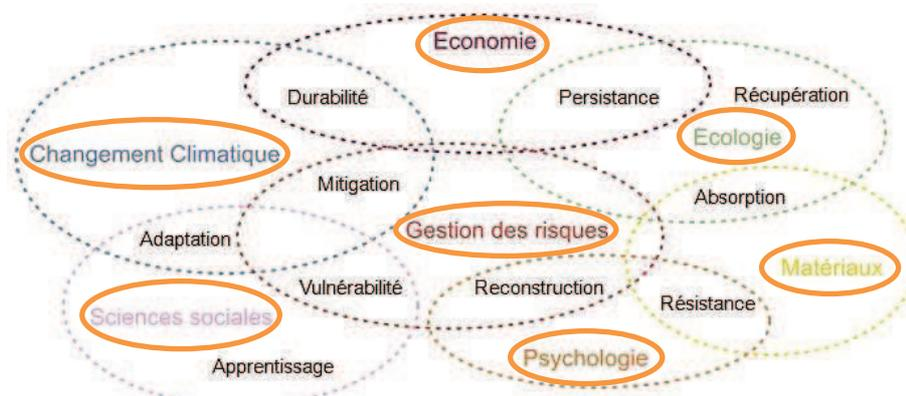 Economie
Durabilité
Persistance
Récupération
Ecologie
Changement Climatique
Mitigation
Absorption
Adaptation
Gestion des risques
Matériaux
Vulnérabilité
Reconstruction
Résistance
Sciences sociales
Psychologie
Apprentissage